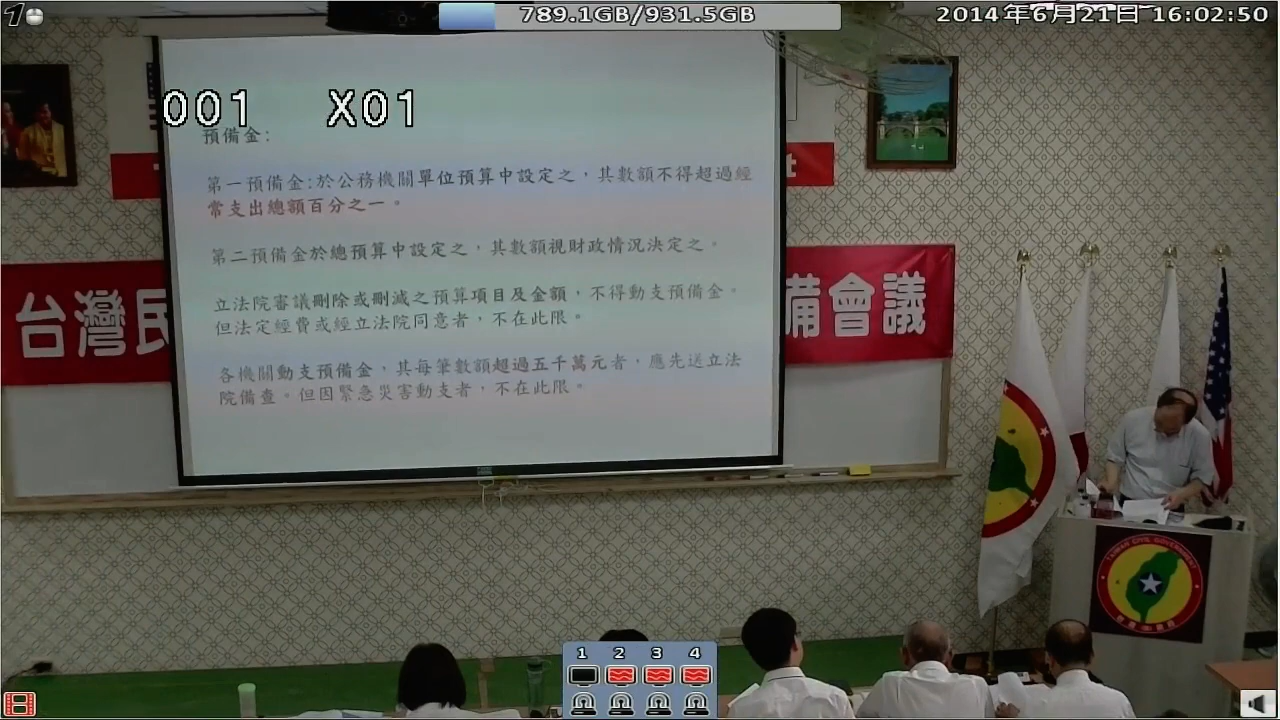 1
789.1GB/931.5GB
2014年6月21日 16:02:50
001 X01
預備金:
第一預備金:於公務機關單位預算中設定之，其數額不得超過經
常支出總額百分之一。
第二預備金於總預算中設定之，其數額視財政情況決定之。
立法院審議刪除或刪減之預算項目及金額，不得動支預備金。
但法定經費或經立法院同意者，不在此限。
各機關動支預備金，其每筆數額超過五千萬元者，應先送立法
院備查。但因緊急災害動支者，不在此限。
台灣民
備會議
TAIWAN CIVIL GOVERNMENT
1 2 3 4